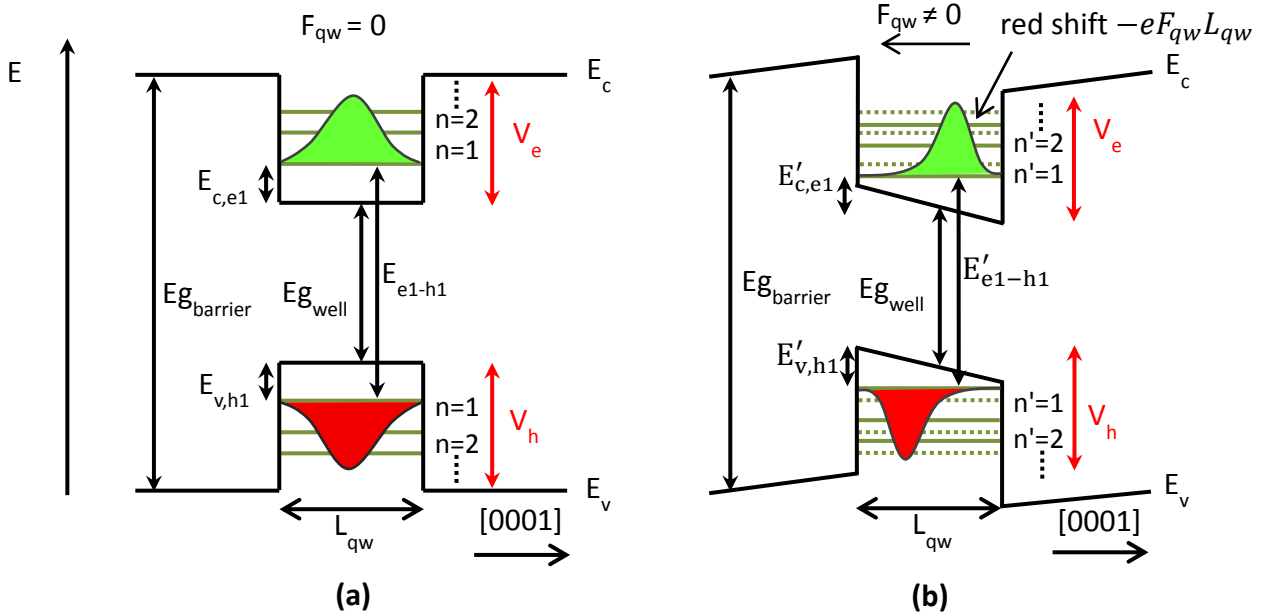 F_qw = 0
E
E_c
n=2
n=1
V_e
E_c,e1
E_e1-h1
Eg_barrier
Eg_well
E_v,h1
n=1
n=2
V_h
E_v
L_qw
[0001]
(a)
F_qw ≠ 0
red shift −eF_qwL_qw
E_c
n'=2
n'=1
V_e
E′_c,e1
E′_e1−h1
Eg_barrier
Eg_well
E′_v,h1
n'=1
n'=2
V_h
E_v
L_qw
[0001]
(b)